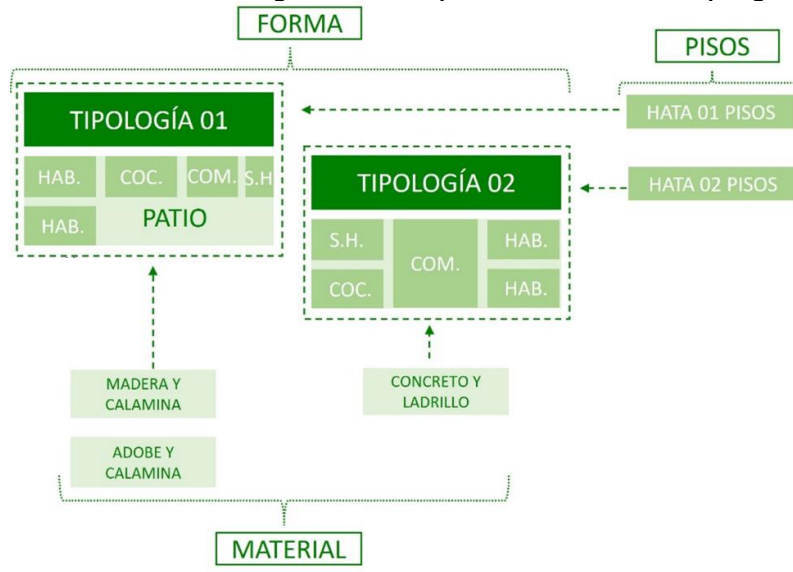 FORMA
PISOS
TIPOLOGÍA 01
HATA 01 PISOS
HAB.
COC.
COM.
S.H
HAB.
PATIO
TIPOLOGÍA 02
HATA 02 PISOS
S.H.
COM.
HAB.
COC.
HAB.
MADERA Y
CALAMINA
CONCRETO Y
LADRILLO
ADOBE Y
CALAMINA
MATERIAL